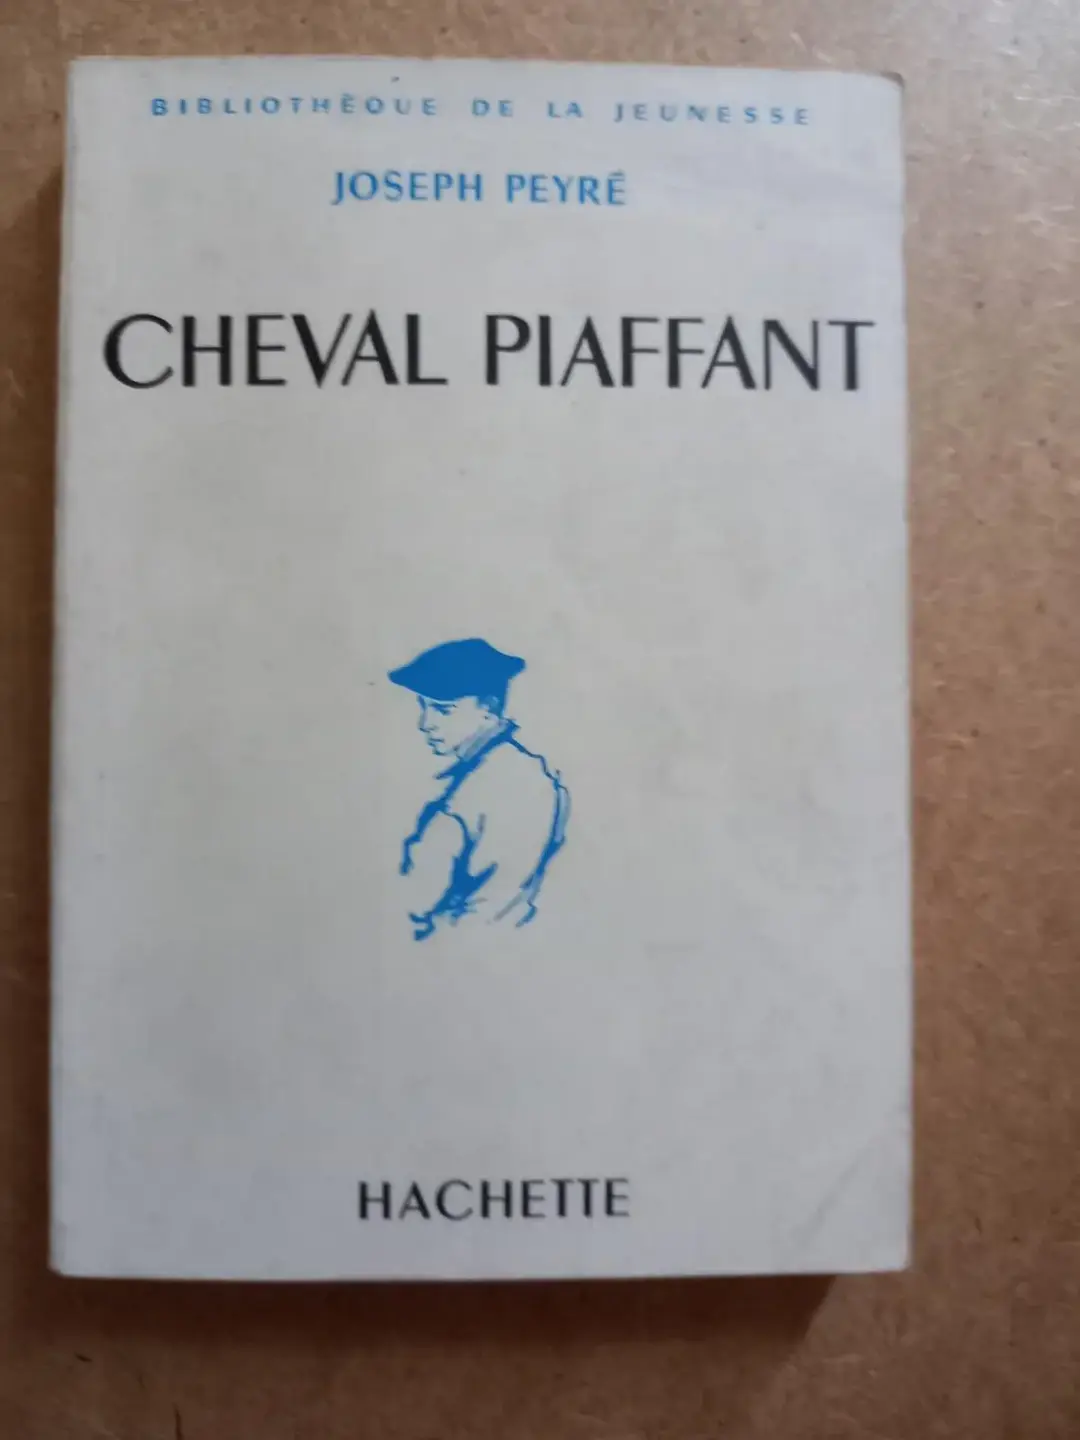 BIBLIOTHÈQUE DE LA JEUNESSE
JOSEPH PEYRÉ
CHEVAL PIAFFANT
HACHETTE